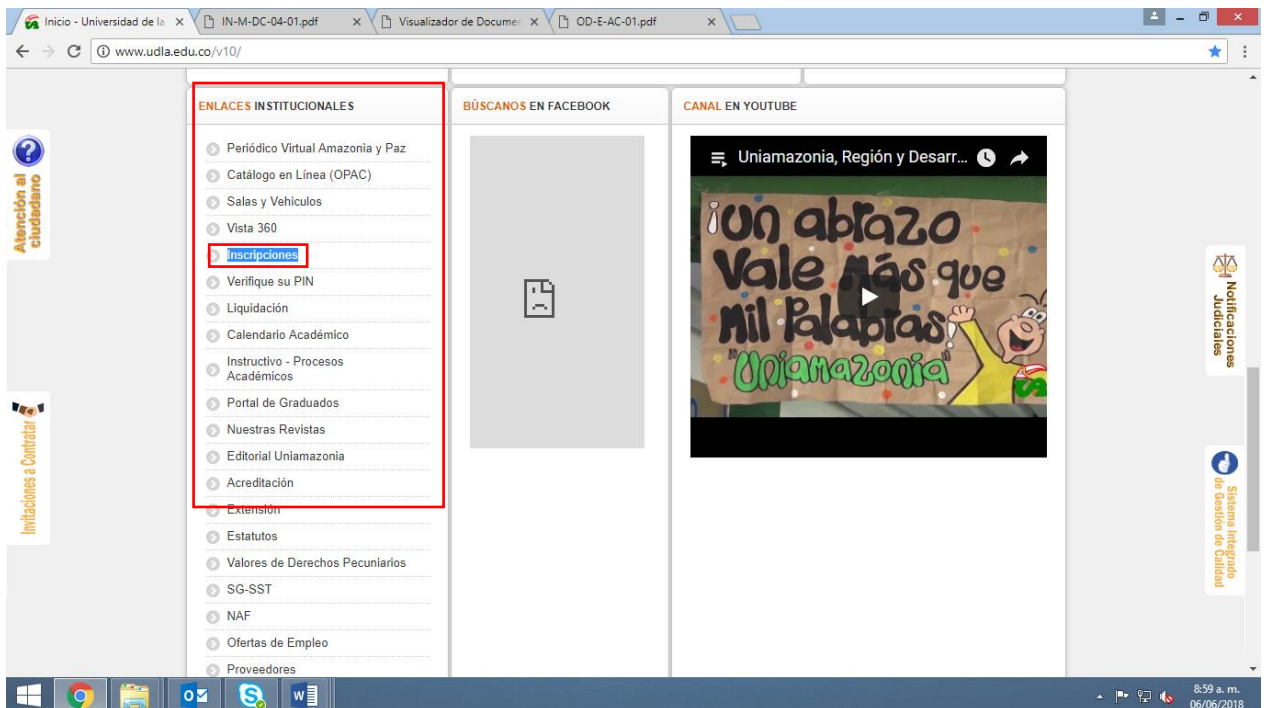 Inicio - Universidad de la
IN-M-DC-04-01.pdf
Visualizador de Documen
OD-E-AC-01.pdf
www.udla.edu.co/v10/
ENLACES INSTITUCIONALES
Periódico Virtual Amazonia y Paz
Catálogo en Línea (OPAC)
Salas y Vehiculos
Vista 360
Inscripciones
Verifique su PIN
Liquidación
Calendario Académico
Instructivo - Procesos
Académicos
Portal de Graduados
Nuestras Revistas
Editorial Uniamazonia
Acreditación
Extensión
Estatutos
Valores de Derechos Pecuniarios
SG-SST
NAF
Ofertas de Empleo
Proveedores
BÚSCANOS EN FACEBOOK
CANAL EN YOUTUBE
Uniamazonia, Región y Desarr...
¡Un abrazo
Vale Más que
Mil Palabras
"Uniamazonia"
Atención al
ciudadano
Invitaciones a Contratar
Notificaciones
Judiciales
Sistema Integrado
de Gestión de Calidad
8:59 a. m.
06/06/2018